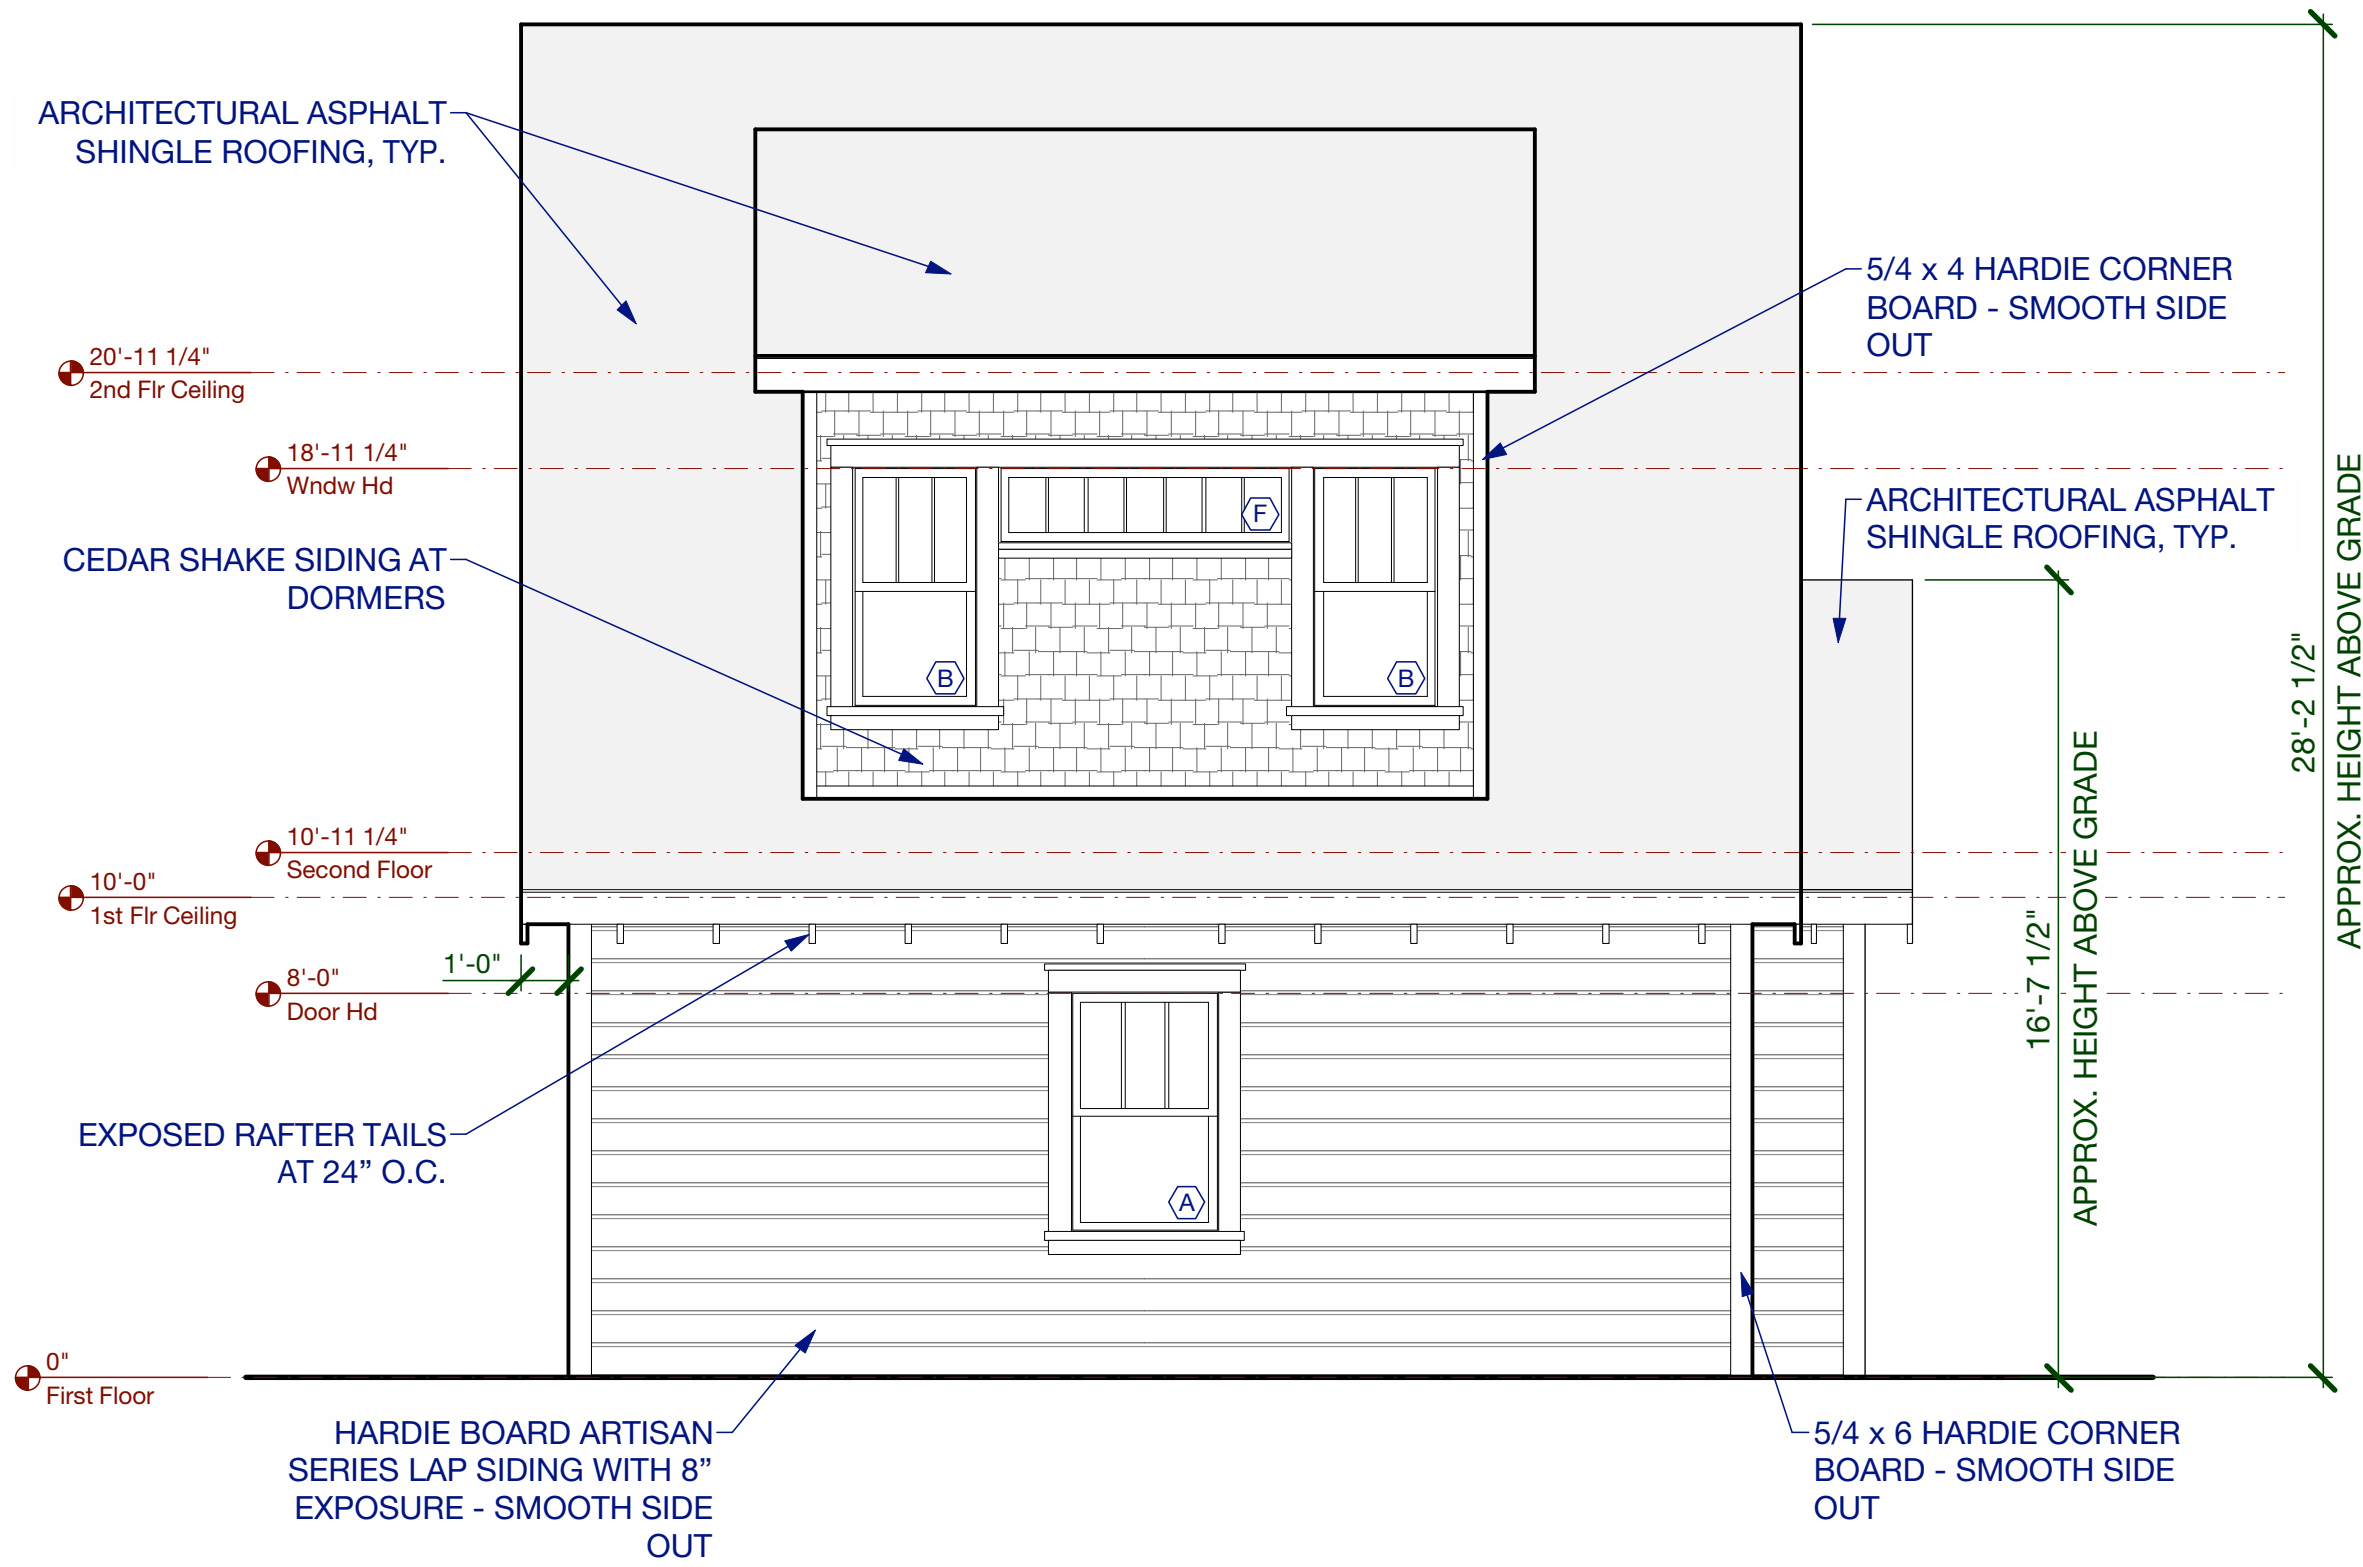 ARCHITECTURAL ASPHALT
SHINGLE ROOFING, TYP.
5/4 x 4 HARDIE CORNER
BOARD - SMOOTH SIDE
OUT
20'-11 1/4"
2nd Flr Ceiling
18'-11 1/4"
Wndw Hd
F
ARCHITECTURAL ASPHALT
SHINGLE ROOFING, TYP.
CEDAR SHAKE SIDING AT
DORMERS
B
B
28'-2 1/2"
APPROX. HEIGHT ABOVE GRADE
10'-11 1/4"
Second Floor
10'-0"
1st Flr Ceiling
16'-7 1/2"
APPROX. HEIGHT ABOVE GRADE
1'-0"
8'-0"
Door Hd
EXPOSED RAFTER TAILS
AT 24” O.C.
A
0"
First Floor
HARDIE BOARD ARTISAN
SERIES LAP SIDING WITH 8”
EXPOSURE - SMOOTH SIDE
OUT
5/4 x 6 HARDIE CORNER
BOARD - SMOOTH SIDE
OUT